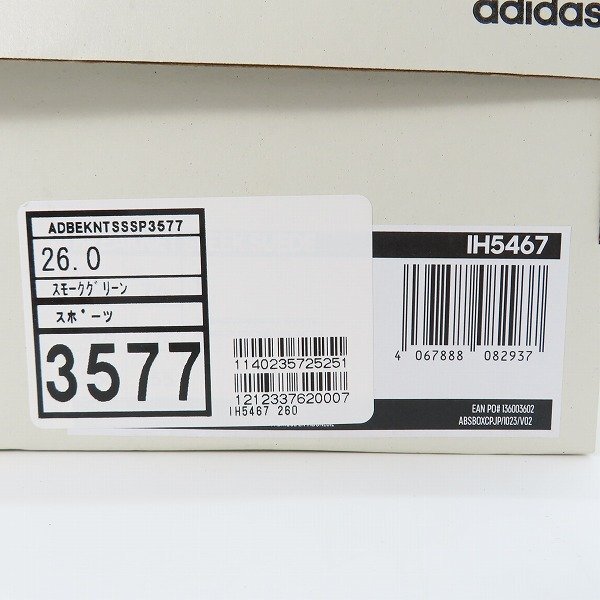 adidas
ADBEKNTSSSP3577
26.0
スモークグリーン
スポーツ
3577
1140235725251
1212337620007
IH5467 260
IH5467
4 067888 082937
EAN PO# 136003602
ABSBOXCPJP/1023/V02